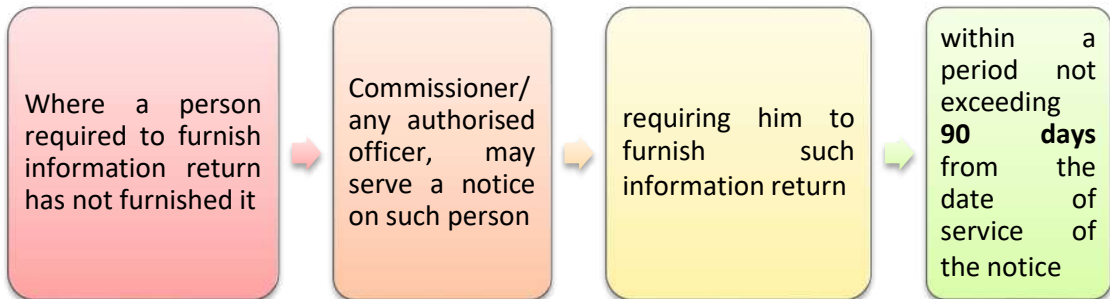 Where a person
required to furnish
information return
has not furnished it
Commissioner/
any authorised
officer, may
serve a notice
on such person
requiring him to
furnish such
information return
within a
period not
exceeding
90 days
from the
date of
service of
the notice